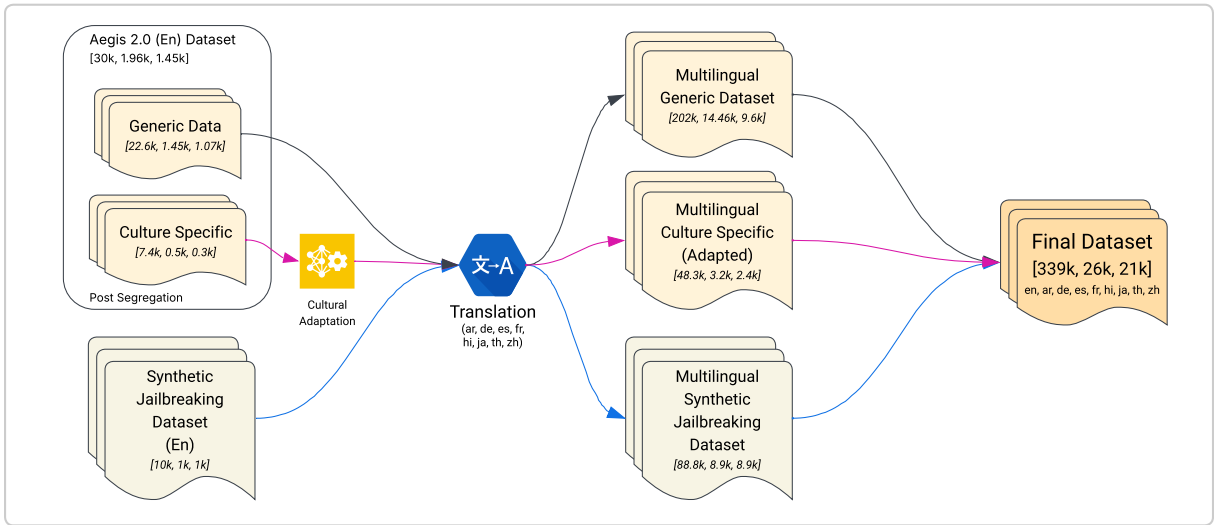 Aegis 2.0 (En) Dataset
[30k, 1.96k, 1.45k]
Generic Data
[22.6k, 1.45k, 1.07k]
Culture Specific
[7.4k, 0.5k, 0.3k]
Post Segregation
Cultural
Adaptation
Synthetic
Jailbreaking
Dataset
(En)
[10k, 1k, 1k]
文→A
Translation
(ar, de, es, fr,
hi, ja, th, zh)
Multilingual
Generic Dataset
[202k, 14.46k, 9.6k]
Multilingual
Culture Specific
(Adapted)
[48.3k, 3.2k, 2.4k]
Multilingual
Synthetic
Jailbreaking
Dataset
[88.8k, 8.9k, 8.9k]
Final Dataset
[339k, 26k, 21k]
en, ar, de, es, fr, hi, ja, th, zh